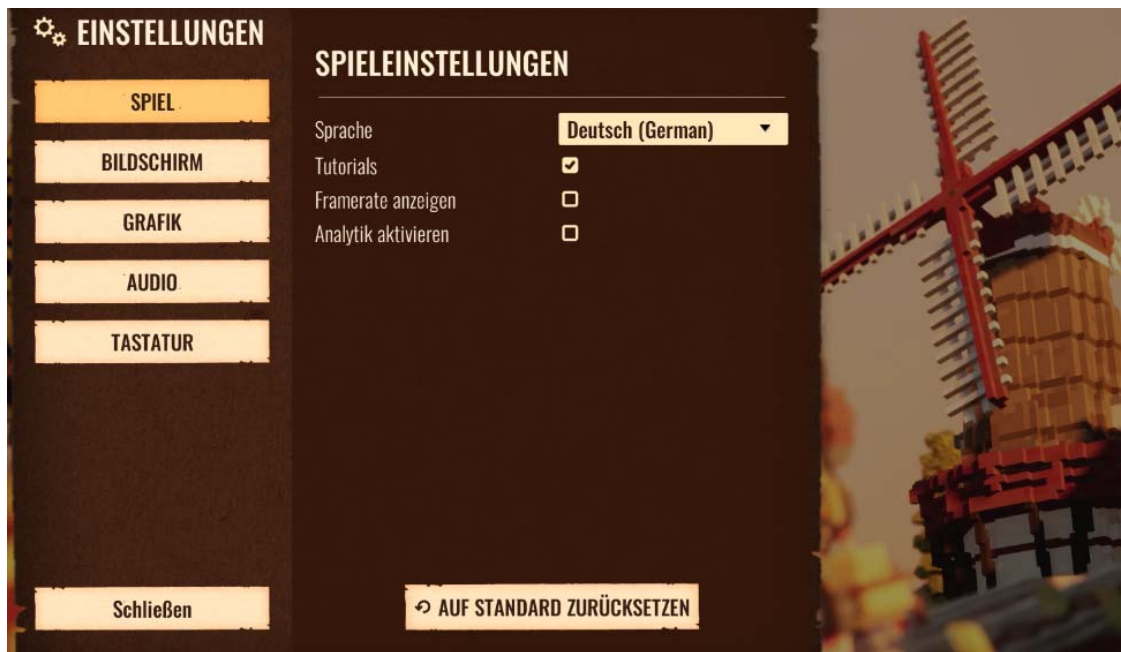 EINSTELLUNGEN
SPIEL
BILDSCHIRM
GRAFIK
AUDIO
TASTATUR
Schließen
SPIELEINSTELLUNGEN
Sprache Deutsch (German)
Tutorials
Framerate anzeigen
Analytik aktivieren
AUF STANDARD ZURÜCKSETZEN